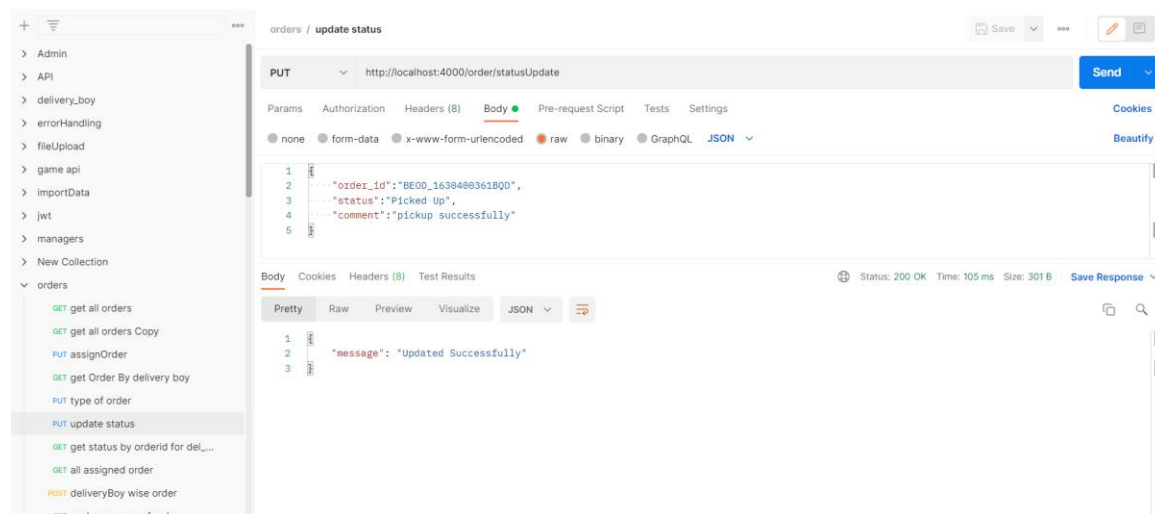 orders / update status
Save
Admin
API
delivery_boy
errorHandling
fileUpload
game api
importData
jwt
managers
New Collection
orders
GET get all orders
GET get all orders Copy
PUT assignOrder
GET get Order By delivery boy
PUT type of order
PUT update status
GET get status by orderid for del_...
GET all assigned order
POST deliveryBoy wise order
PUT http://localhost:4000/order/statusUpdate Send
Params Authorization Headers (8) Body Pre-request Script Tests Settings Cookies
none form-data x-www-form-urlencoded raw binary GraphQL JSON Beautify
1 {
2 "order_id":"BEOD_1630400361BQD",
3 "status":"Picked Up",
4 "comment":"pickup successfully"
5 }
Body Cookies Headers (8) Test Results Status: 200 OK Time: 105 ms Size: 301 B Save Response
Pretty Raw Preview Visualize JSON
1 {
2 "message": "Updated Successfully"
3 }